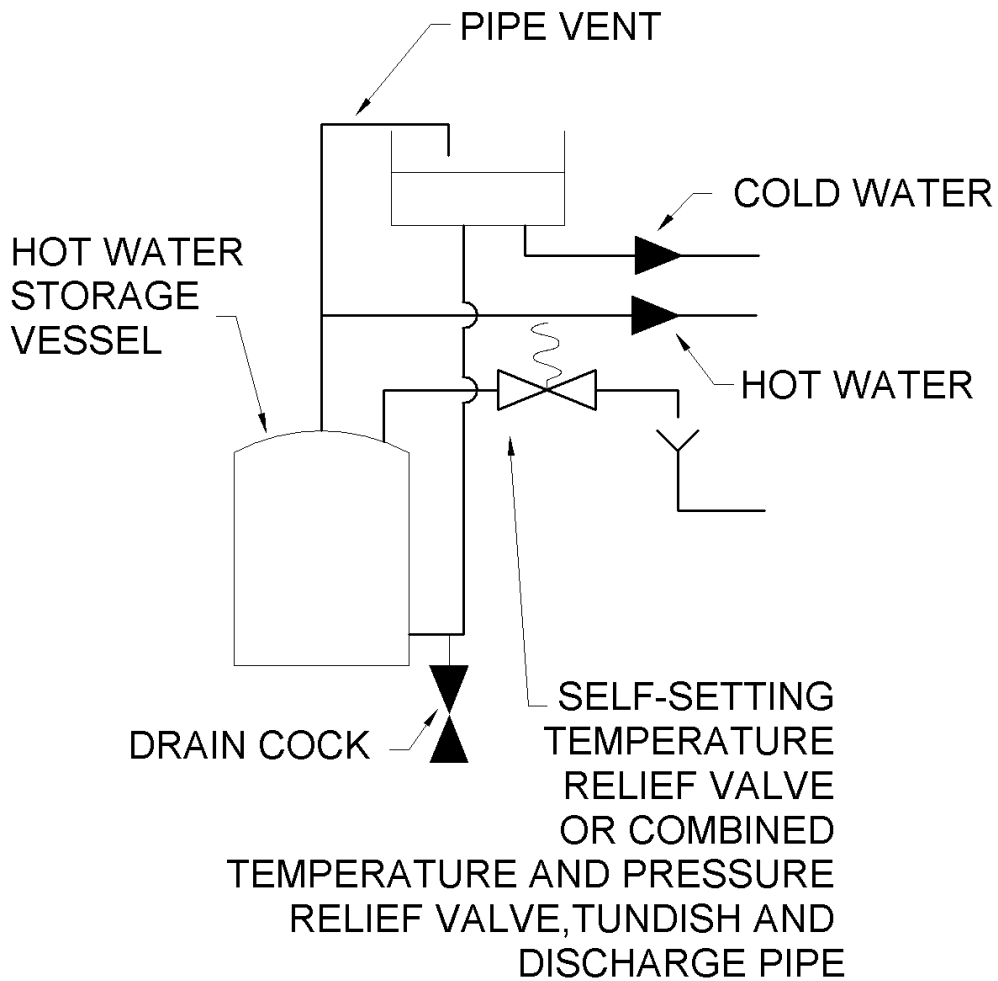 PIPE VENT
COLD WATER
HOT WATER
STORAGE
VESSEL
HOT WATER
DRAIN COCK
SELF-SETTING
TEMPERATURE
RELIEF VALVE
OR COMBINED
TEMPERATURE AND PRESSURE
RELIEF VALVE,TUNDISH AND
DISCHARGE PIPE